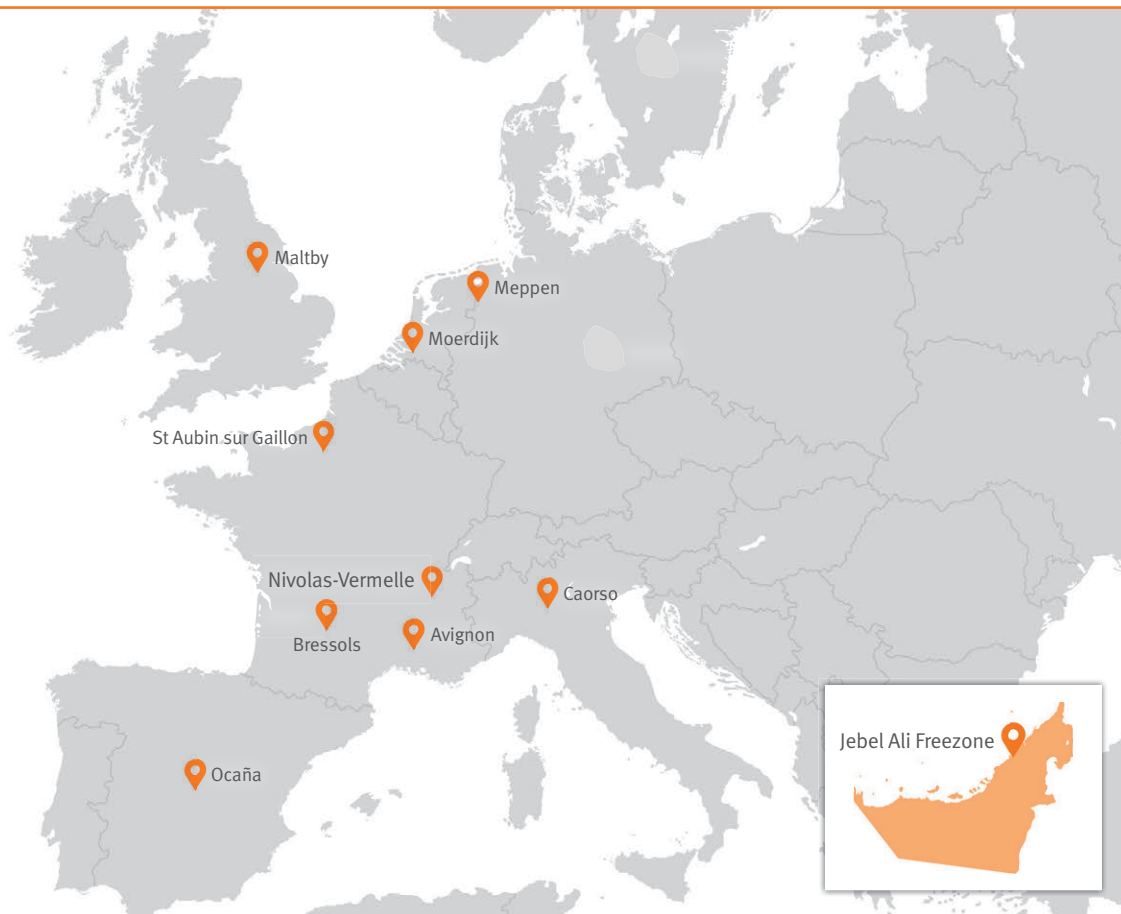 Maltby
Meppen
Moerdijk
St Aubin sur Gaillon
Nivolas-Vermelle
Caorso
Bressols
Avignon
Jebel Ali Freezone
Ocaña